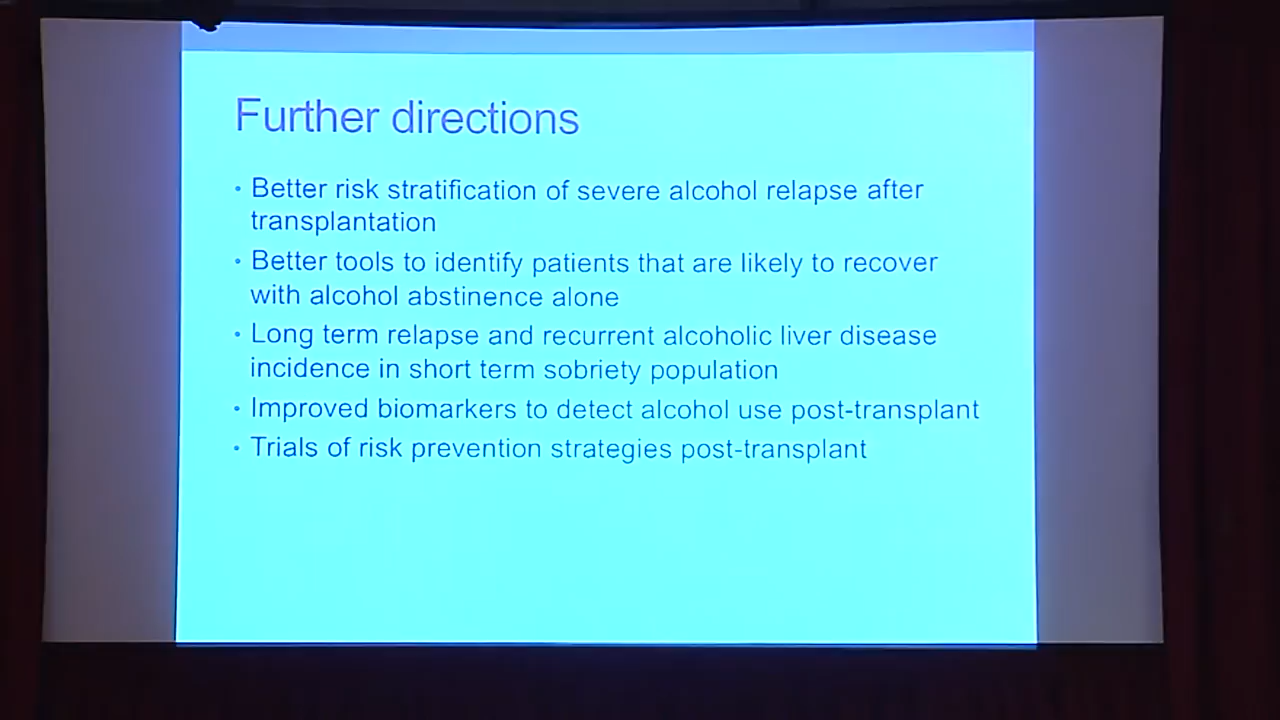 Further directions
• Better risk stratification of severe alcohol relapse after
transplantation
• Better tools to identify patients that are likely to recover
with alcohol abstinence alone
• Long term relapse and recurrent alcoholic liver disease
incidence in short term sobriety population
• Improved biomarkers to detect alcohol use post-transplant
• Trials of risk prevention strategies post-transplant